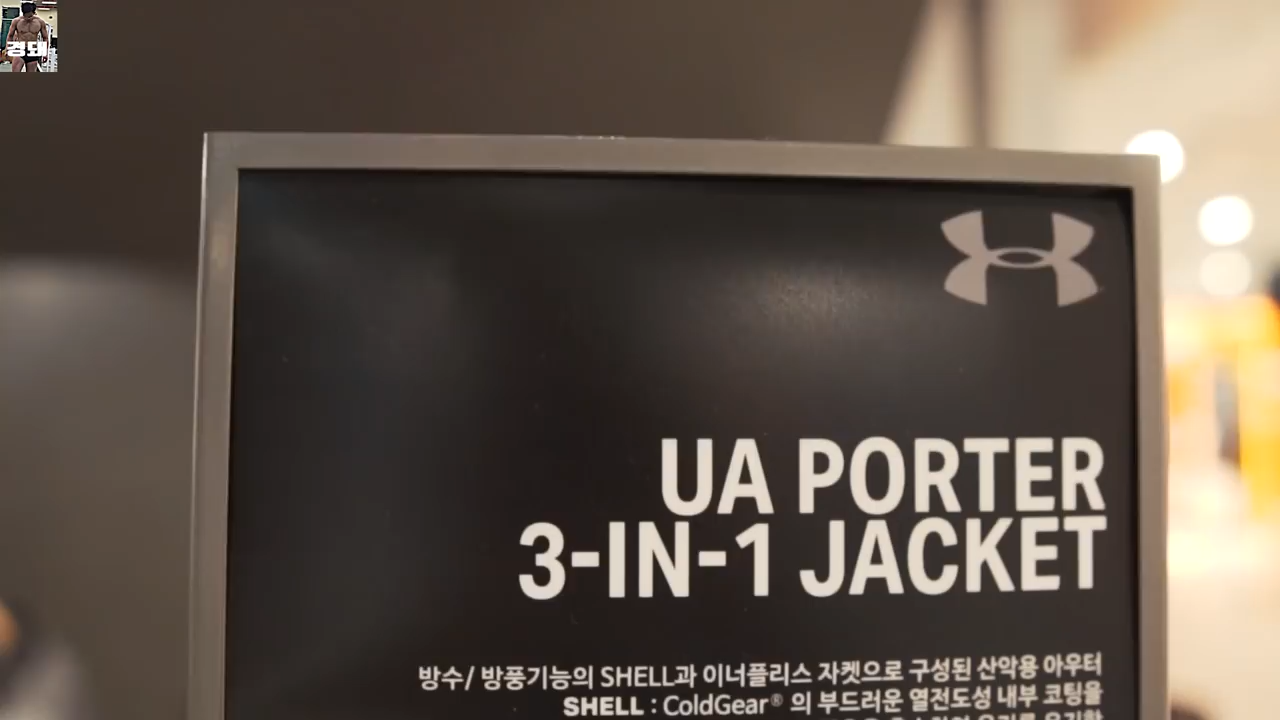 경돼
UA PORTER
3-IN-1 JACKET
방수/ 방풍기능의 SHELL과 이너플리스 자켓으로 구성된 산악용 아우터
SHELL : ColdGear® 의 부드러운 열전도성 내부 코팅을